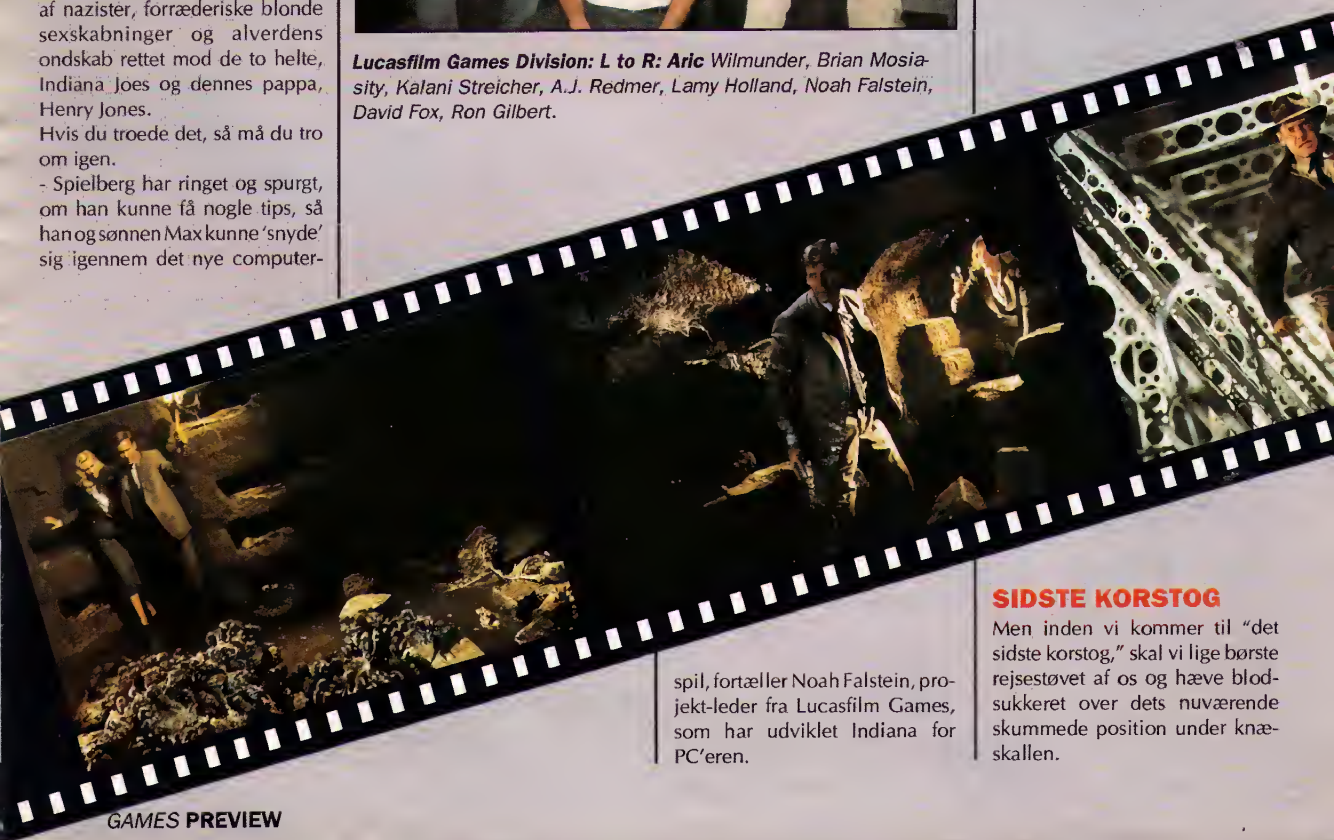 af nazister, forræderiske blonde
sexskabninger og alverdens
ondskab rettet mod de to helte,
Indiana Joes og dennes pappa,
Henry Jones.
Hvis du troede det, så må du tro
om igen.
- Spielberg har ringet og spurgt,
om han kunne få nogle tips, så
han og sønnen Max kunne 'snyde'
sig igennem det nye computer-
Lucasfilm Games Division: L to R: Aric Wilmunder, Brian Mosia-
sity, Kalani Streicher, A.J. Redmer, Lamy Holland, Noah Falstein,
David Fox, Ron Gilbert.
spil, fortæller Noah Falstein, pro-
jekt-leder fra Lucasfilm Games,
som har udviklet Indiana for
PC'eren.
SIDSTE KORSTOG
Men inden vi kommer til "det
sidste korstog," skal vi lige børste
rejsestøvet af os og hæve blod-
sukkeret over dets nuværende
skummede position under knæ-
skallen.
GAMES PREVIEW